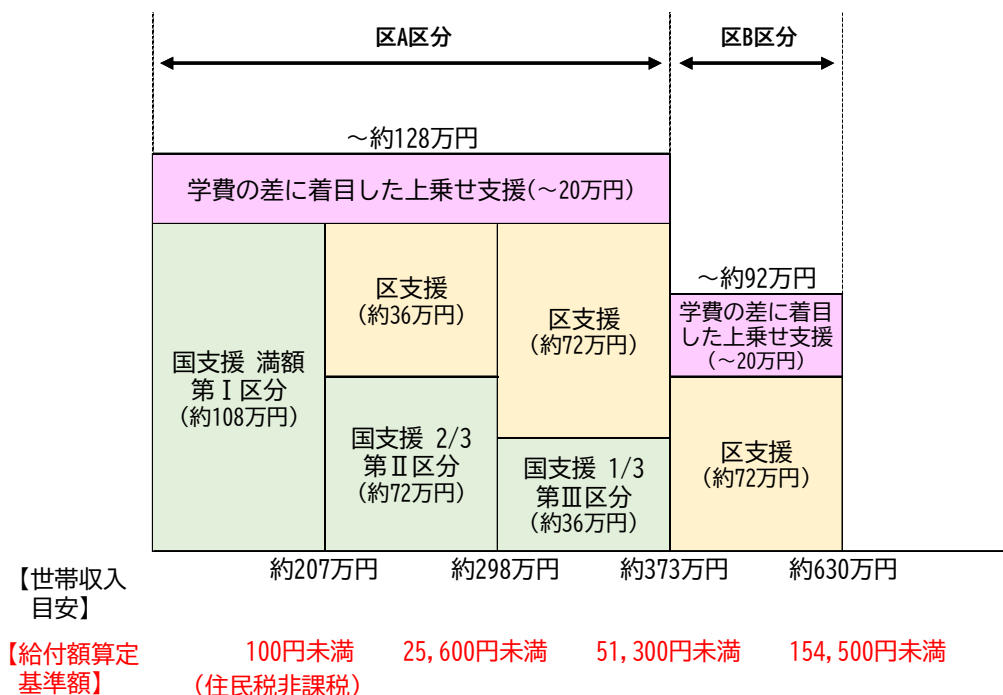 区A区分
区B区分
～約128万円
学費の差に着目した上乗せ支援(～20万円)
国支援 満額
第Ⅰ区分
(約108万円)
区支援
(約36万円)
国支援 2/3
第Ⅱ区分
(約72万円)
区支援
(約72万円)
国支援 1/3
第Ⅲ区分
(約36万円)
～約92万円
学費の差に着目
した上乗せ支援
(～20万円)
区支援
(約72万円)
【世帯収入
目安】
約207万円
約298万円
約373万円
約630万円
【給付額算定
基準額】
100円未満
(住民税非課税)
25,600円未満
51,300円未満
154,500円未満